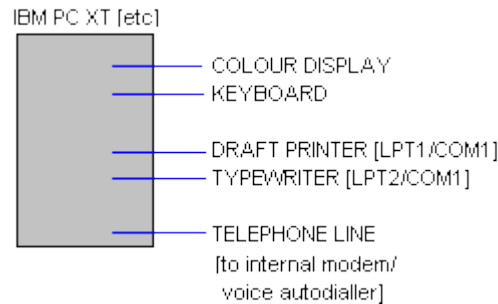 IBM PC XT [etc]
COLOUR DISPLAY
KEYBOARD
DRAFT PRINTER [LPT1/COM1]
TYPEWRITER [LPT2/COM1]
TELEPHONE LINE
[to internal modem/
voice autodialler]